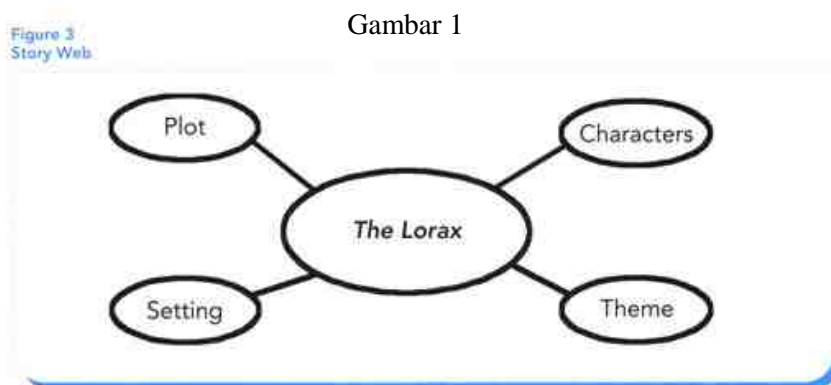 Gambar 1
Figure 3
Story Web
Plot
Characters
The Lorax
Setting
Theme